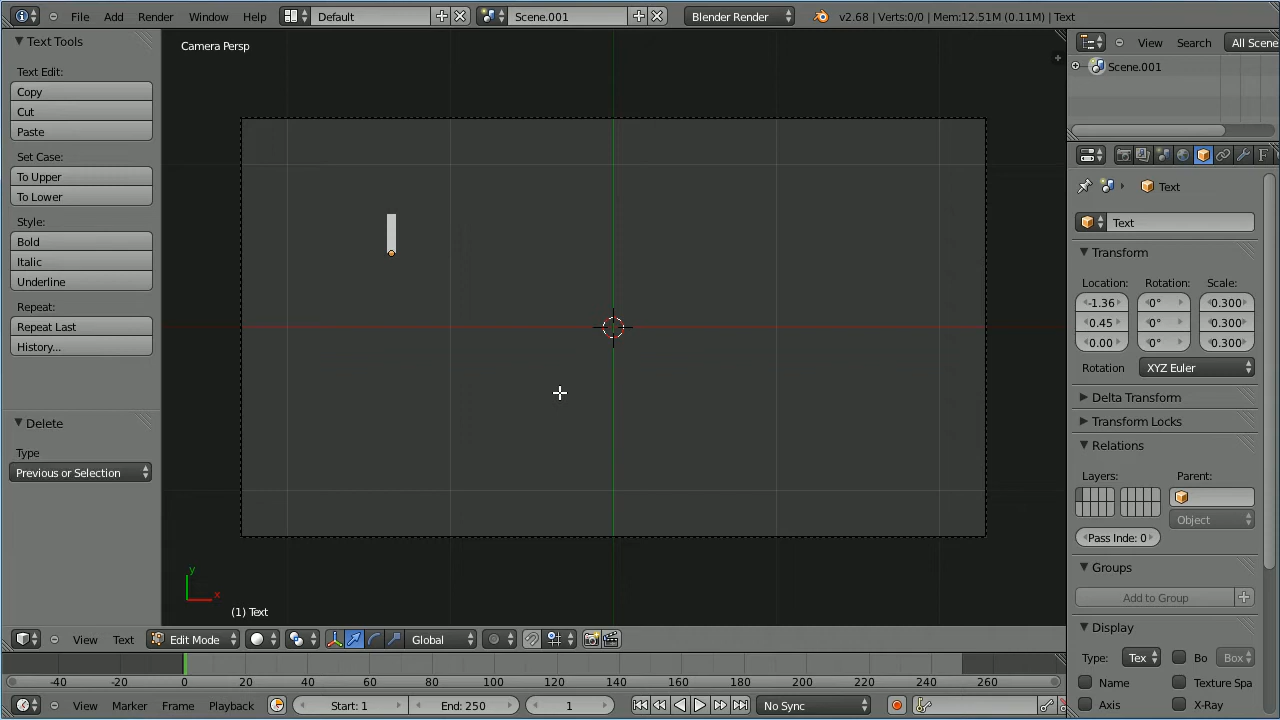 File Add Render Window Help Default Scene.001 Blender Render v2.68 | Verts:0/0 | Mem:12.51M (0.11M) | Text
Text Tools
Text Edit:
Copy
Cut
Paste
Set Case:
To Upper
To Lower
Style:
Bold
Italic
Underline
Repeat:
Repeat Last
History...
Delete
Type
Previous or Selection
Camera Persp
y
x
(1) Text
View Search All Scene
Scene.001
Text
Text
Transform
Location: Rotation: Scale:
-1.36 0° 0.300
0.45 0° 0.300
0.00 0° 0.300
Rotation XYZ Euler
Delta Transform
Transform Locks
Relations
Layers: Parent:
Object
Pass Inde: 0
Groups
Add to Group
Display
Type: Tex Bo Box
Name Texture Spa
Axis X-Ray
View Text Edit Mode Global
-40 -20 0 20 40 60 80 100 120 140 160 180 200 220 240 260
View Marker Frame Playback Start: 1 End: 250 1 No Sync